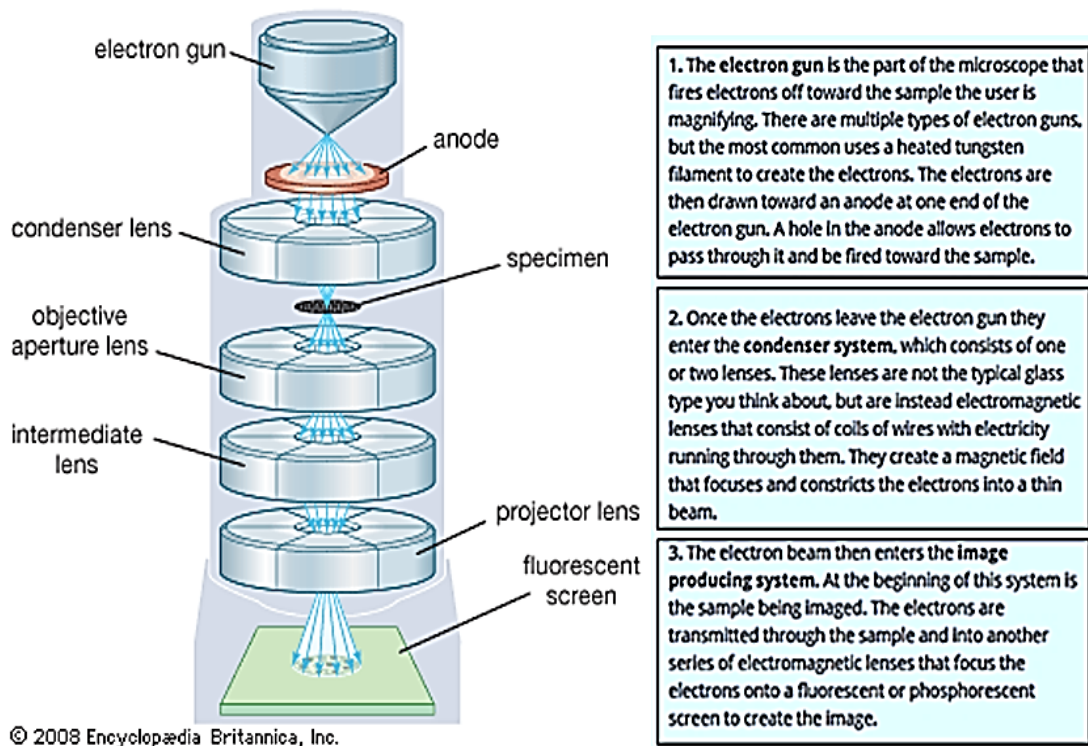 electron gun
anode
condenser lens
specimen
objective
aperture lens
intermediate
lens
projector lens
fluorescent
screen
© 2008 Encyclopædia Britannica, Inc.
1. The electron gun is the part of the microscope that
fires electrons off toward the sample the user is
magnifying. There are multiple types of electron guns,
but the most common uses a heated tungsten
filament to create the electrons. The electrons are
then drawn toward an anode at one end of the
electron gun. A hole in the anode allows electrons to
pass through it and be fired toward the sample.
2. Once the electrons leave the electron gun they
enter the condenser system, which consists of one
or two lenses. These lenses are not the typical glass
type you think about, but are instead electromagnetic
lenses that consist of coils of wires with electricity
running through them. They create a magnetic field
that focuses and constricts the electrons into a thin
beam.
3. The electron beam then enters the image
producing system. At the beginning of this system is
the sample being imaged. The electrons are
transmitted through the sample and into another
series of electromagnetic lenses that focus the
electrons onto a fluorescent or phosphorescent
screen to create the image.